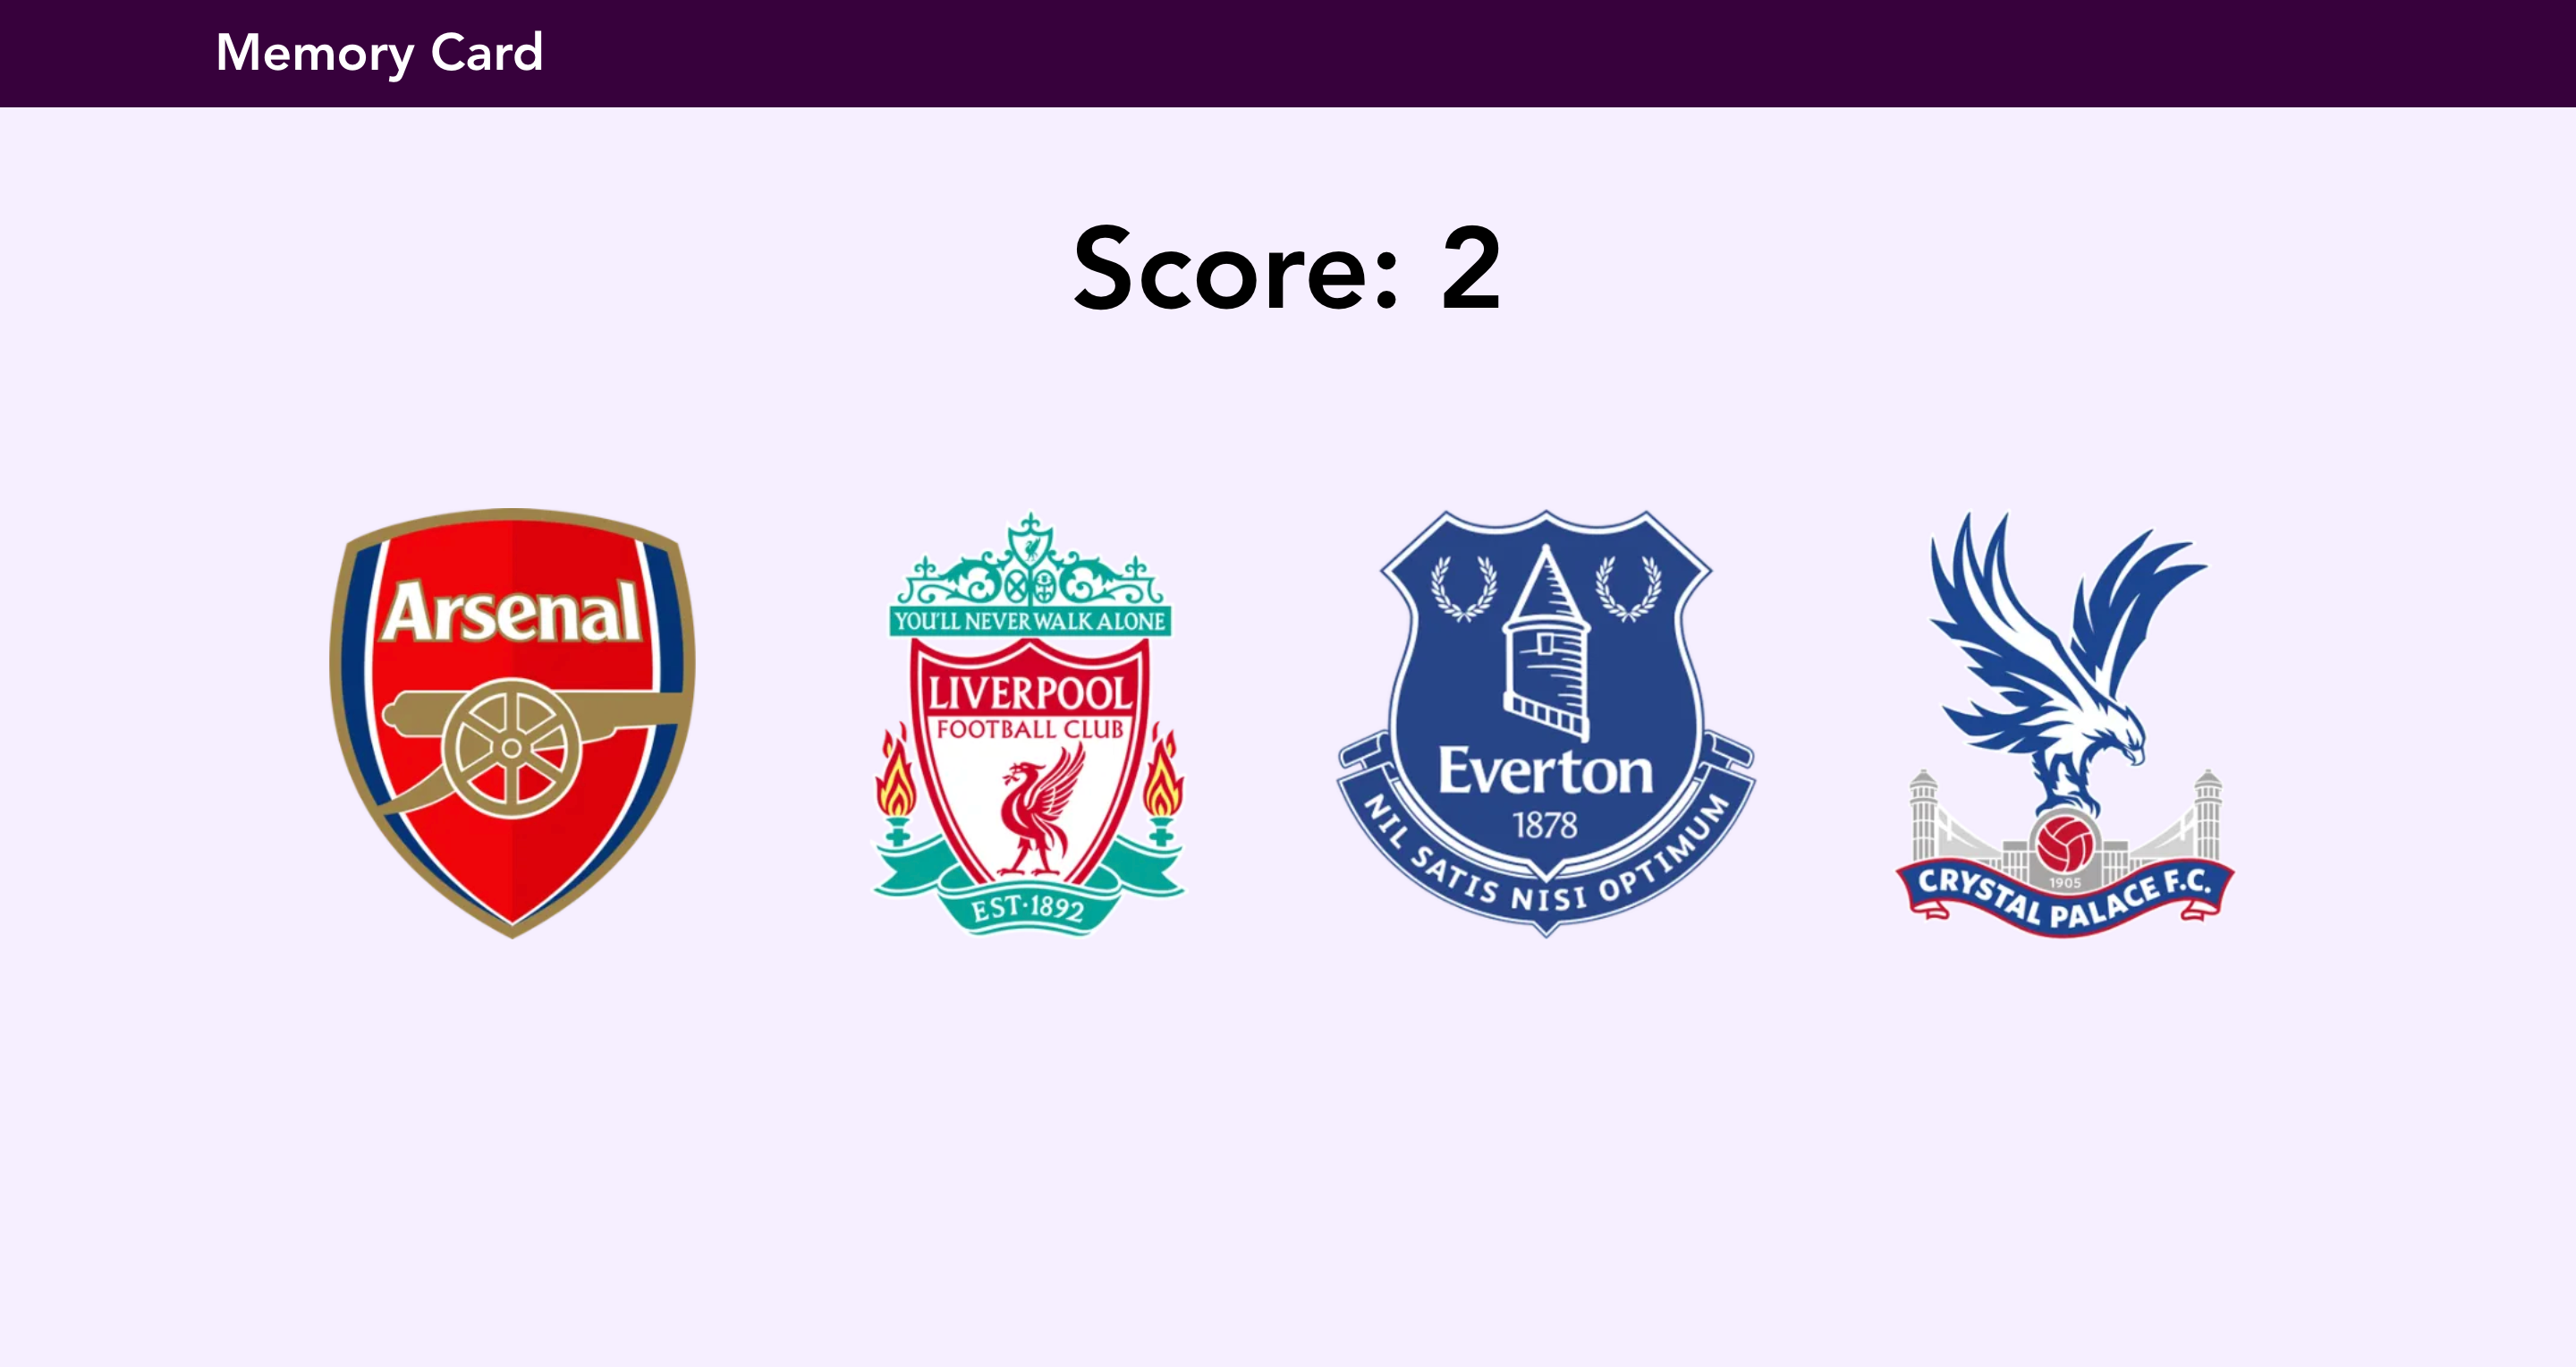 Memory Card
Score: 2
Arsenal
YOU'LL NEVER WALK ALONE
LIVERPOOL
FOOTBALL CLUB
EST·1892
Everton
1878
NIL SATIS NISI OPTIMUM
1905
CRYSTAL PALACE F.C.